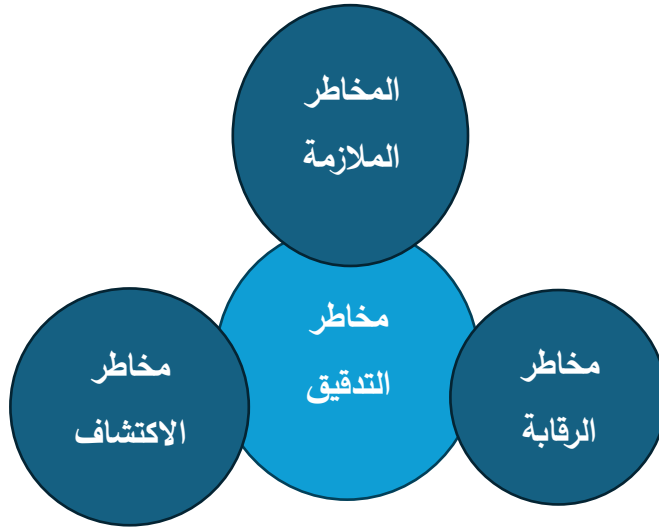 المخاطر
الملازمة
مخاطر
التدقيق
مخاطر
الرقابة
مخاطر
الاكتشاف